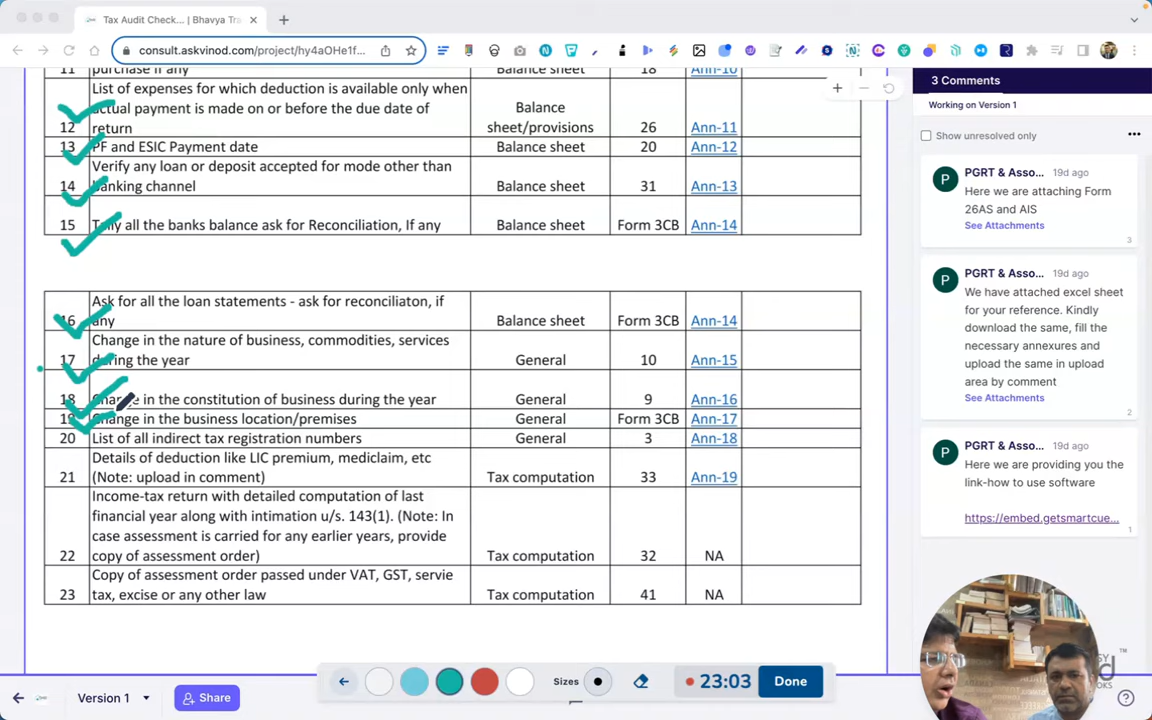 Tax Audit Check... | Bhavya Tra
consult.askvinod.com/project/hy4aOHe1f...
11 purchase if any Balance sheet 18 Ann-10
List of expenses for which deduction is available only when
actual payment is made on or before the due date of
return
12 Balance sheet/provisions 26 Ann-11
13 PF and ESIC Payment date Balance sheet 20 Ann-12
Verify any loan or deposit accepted for mode other than
14 banking channel Balance sheet 31 Ann-13
15 Tally all the banks balance ask for Reconciliation, If any Form 3CB Ann-14
Balance sheet
Ask for all the loan statements - ask for reconciliaton, if
16 any Balance sheet Form 3CB Ann-14
Change in the nature of business, commodities, services
17 during the year General 10 Ann-15
18 Change in the constitution of business during the year General 9 Ann-16
19 Change in the business location/premises General Form 3CB Ann-17
20 List of all indirect tax registration numbers General 3 Ann-18
Details of deduction like LIC premium, mediclaim, etc
21 (Note: upload in comment) Tax computation 33 Ann-19
Income-tax return with detailed computation of last
financial year along with intimation u/s. 143(1). (Note: In
case assessment is carried for any earlier years, provide
22 copy of assessment order) Tax computation 32 NA
Copy of assessment order passed under VAT, GST, servie
23 tax, excise or any other law Tax computation 41 NA
3 Comments
Working on Version 1
Show unresolved only
P PGRT & Asso... 19d ago
Here we are attaching Form
26AS and AIS
See Attachments
3
P PGRT & Asso... 19d ago
We have attached excel sheet
for your reference. Kindly
download the same, fill the
necessary annexures and
upload the same in upload
area by comment
See Attachments
2
P PGRT & Asso... 19d ago
Here we are providing you the
link-how to use software
https://embed.getsmartcue...
1
Version 1
Share
Sizes
23:03
Done